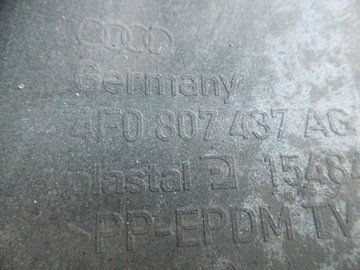 Germany
4F0 807 437 AG
plastal 15484
>PP-EPDM TV